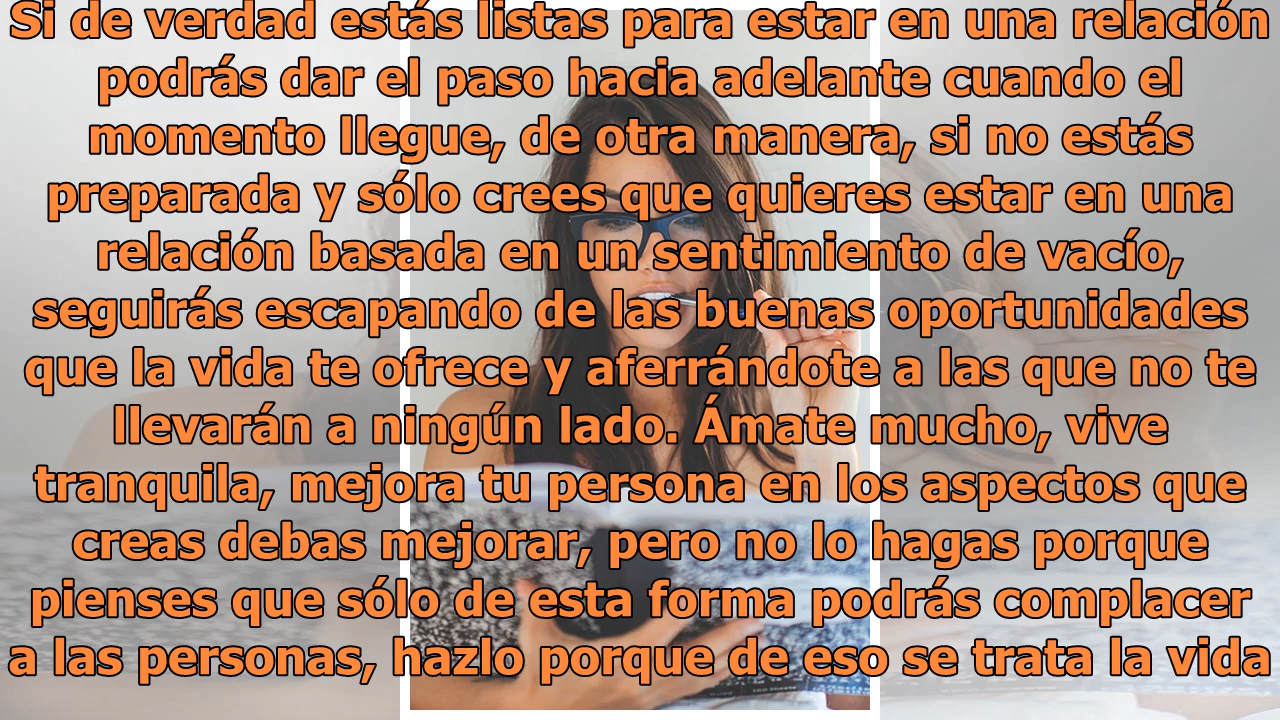 Si de verdad estás listas para estar en una relación
podrás dar el paso hacia adelante cuando el
momento llegue, de otra manera, si no estás
preparada y sólo crees que quieres estar en una
relación basada en un sentimiento de vacío,
seguirás escapando de las buenas oportunidades
que la vida te ofrece y aferrándote a las que no te
llevarán a ningún lado. Ámate mucho, vive
tranquila, mejora tu persona en los aspectos que
creas debas mejorar, pero no lo hagas porque
pienses que sólo de esta forma podrás complacer
a las personas, hazlo porque de eso se trata la vida